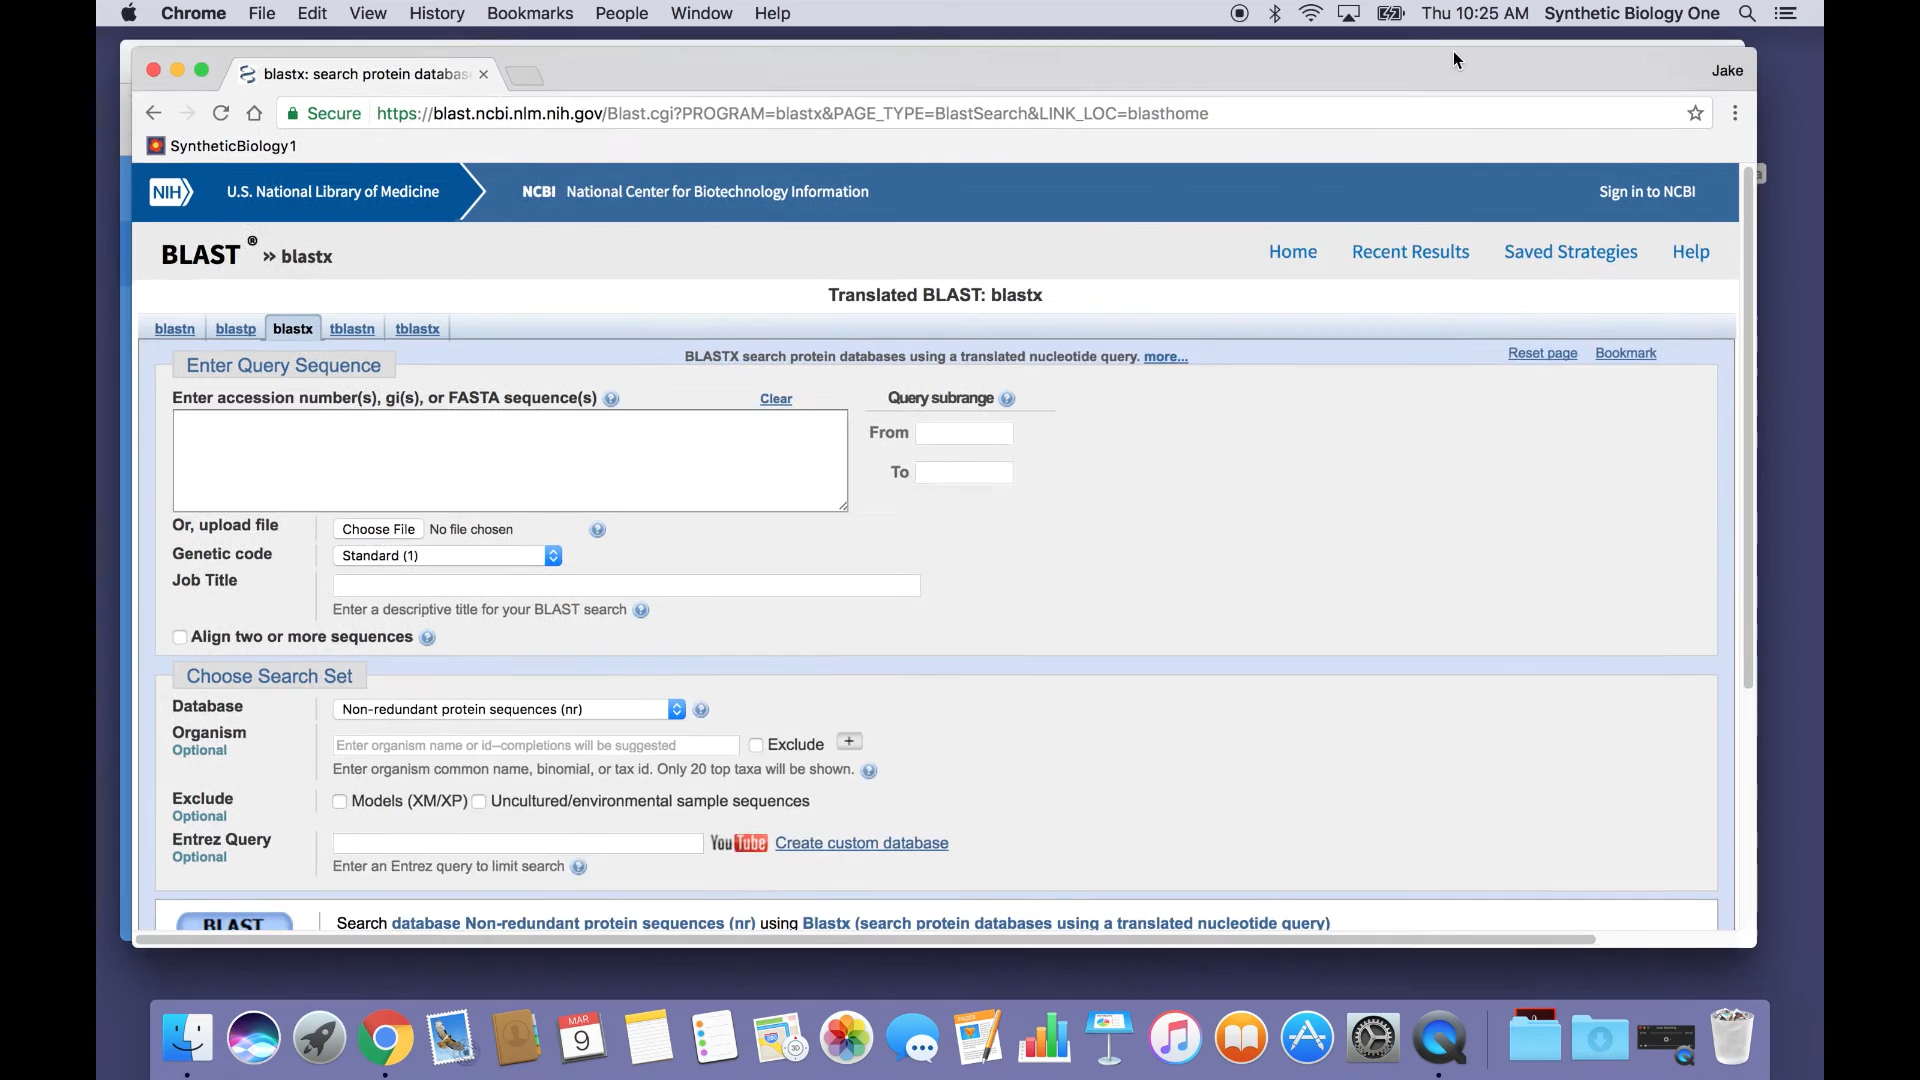 Chrome File Edit View History Bookmarks People Window Help Thu 10:25 AM Synthetic Biology One
blastx: search protein databas Jake
Secure https://blast.ncbi.nlm.nih.gov/Blast.cgi?PROGRAM=blastx&PAGE_TYPE=BlastSearch&LINK_LOC=blasthome
SyntheticBiology1
NIH U.S. National Library of Medicine NCBI National Center for Biotechnology Information Sign in to NCBI
BLAST ® » blastx Home Recent Results Saved Strategies Help
Translated BLAST: blastx
blastn blastp blastx tblastn tblastx
Enter Query Sequence BLASTX search protein databases using a translated nucleotide query. more... Reset page Bookmark
Enter accession number(s), gi(s), or FASTA sequence(s) Clear Query subrange
From
To
Or, upload file Choose File No file chosen
Genetic code Standard (1)
Job Title
Enter a descriptive title for your BLAST search
Align two or more sequences
Choose Search Set
Database Non-redundant protein sequences (nr)
Organism
Optional
Enter organism name or id–completions will be suggested Exclude +
Enter organism common name, binomial, or tax id. Only 20 top taxa will be shown.
Exclude Models (XM/XP) Uncultured/environmental sample sequences
Optional
Entrez Query YouTube Create custom database
Optional
Enter an Entrez query to limit search
BLAST Search database Non-redundant protein sequences (nr) using Blastx (search protein databases using a translated nucleotide query)
MAR
9